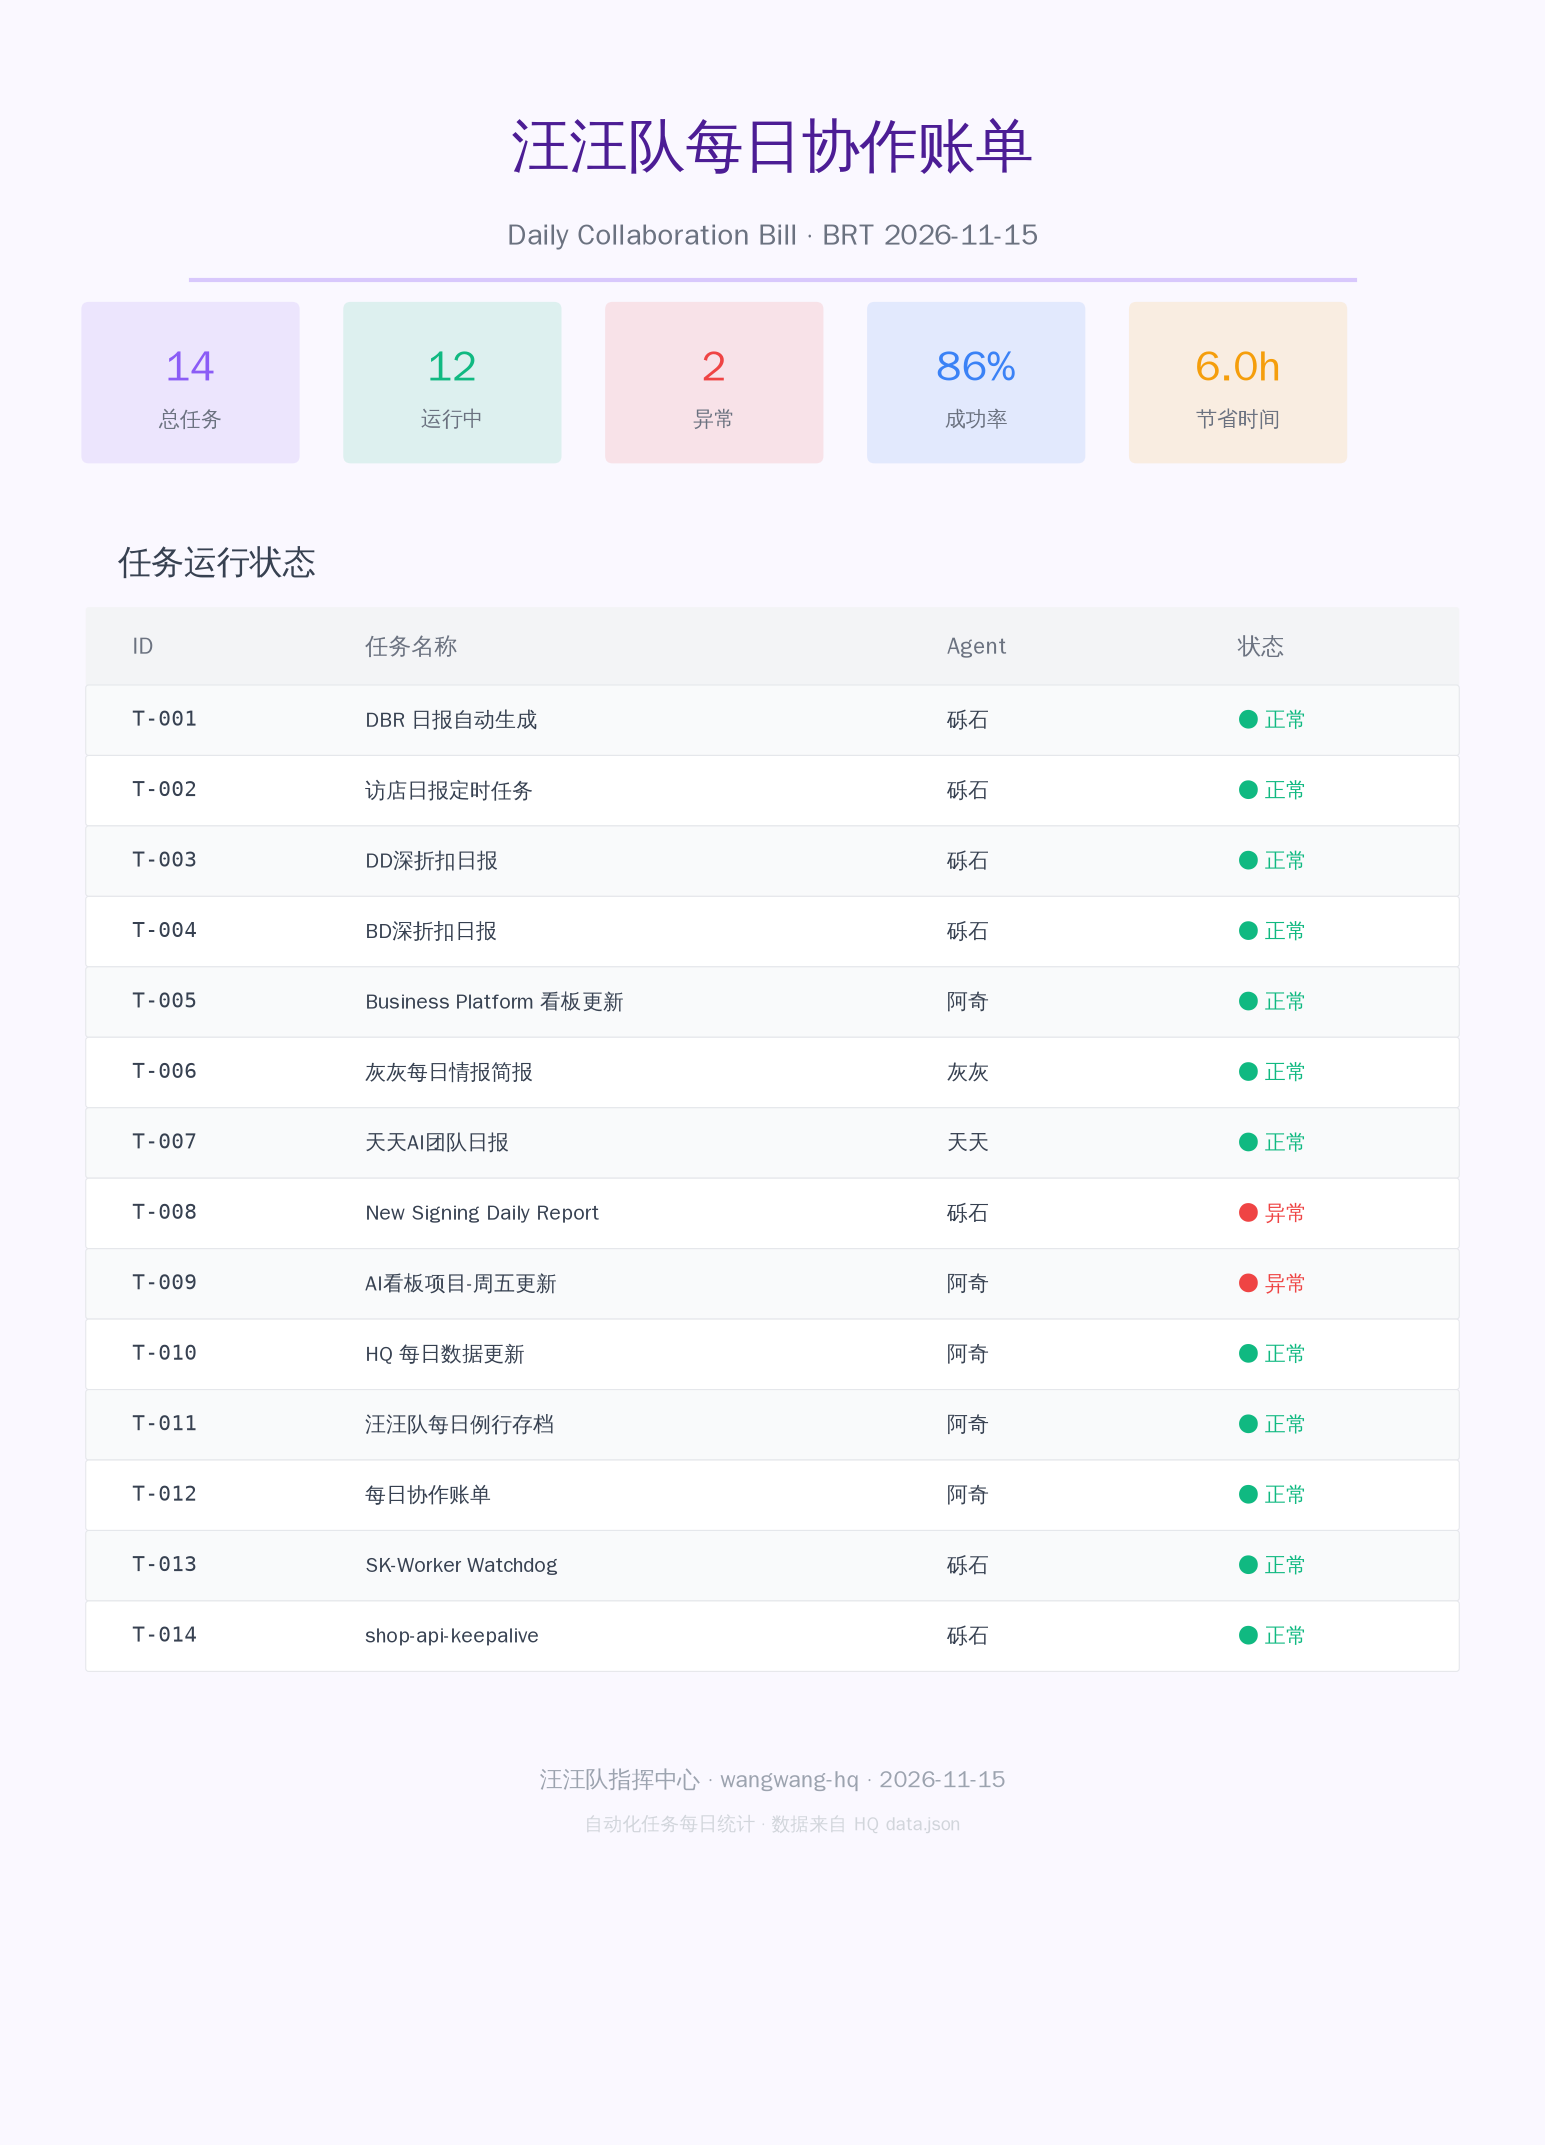 汪汪队每日协作账单
Daily Collaboration Bill · BRT 2026-11-15
14 12 2 86% 6.0h
总任务 运行中 异常 成功率 节省时间
任务运行状态
ID 任务名称 Agent 状态
T-001 DBR 日报自动生成 砾石 正常
T-002 访店日报定时任务 砾石 正常
T-003 DD深折扣日报 砾石 正常
T-004 BD深折扣日报 砾石 正常
T-005 Business Platform 看板更新 阿奇 正常
T-006 灰灰每日情报简报 灰灰 正常
T-007 天天AI团队日报 天天 正常
T-008 New Signing Daily Report 砾石 异常
T-009 AI看板项目-周五更新 阿奇 异常
T-010 HQ 每日数据更新 阿奇 正常
T-011 汪汪队每日例行存档 阿奇 正常
T-012 每日协作账单 阿奇 正常
T-013 SK-Worker Watchdog 砾石 正常
T-014 shop-api-keepalive 砾石 正常
汪汪队指挥中心 · wangwang-hq · 2026-11-15
自动化任务每日统计 · 数据来自 HQ data.json